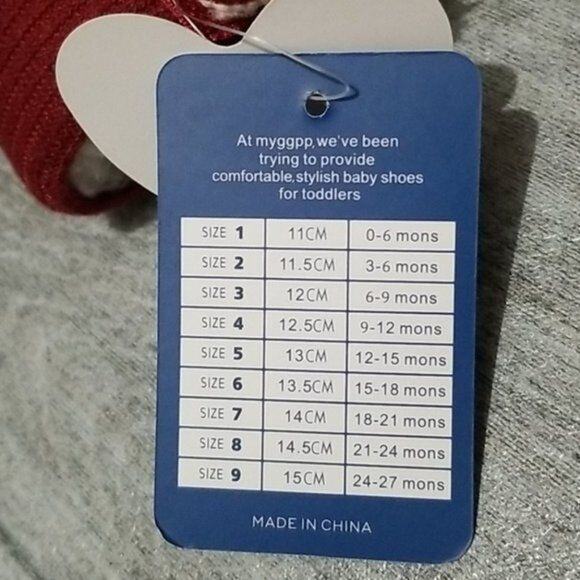 At myggpp,we've been
trying to provide
comfortable,stylish baby shoes
for toddlers
SIZE 1 11CM 0-6 mons
SIZE 2 11.5CM 3-6 mons
SIZE 3 12CM 6-9 mons
SIZE 4 12.5CM 9-12 mons
SIZE 5 13CM 12-15 mons
SIZE 6 13.5CM 15-18 mons
SIZE 7 14CM 18-21 mons
SIZE 8 14.5CM 21-24 mons
SIZE 9 15CM 24-27 mons
MADE IN CHINA